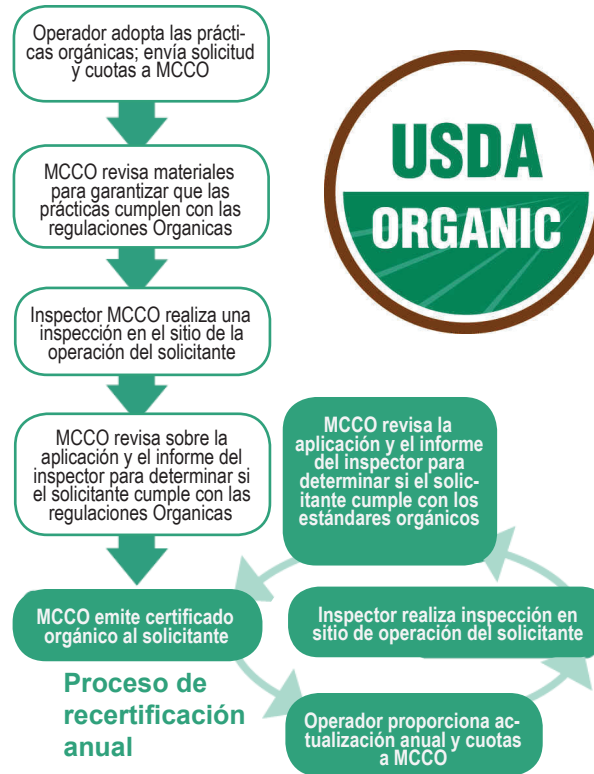 Operador adopta las prácti-
cas orgánicas; envía solicitud
y cuotas a MCCO
MCCO revisa materiales
para garantizar que las
prácticas cumplen con las
regulaciones Organicas
Inspector MCCO realiza una
inspección en el sitio de la
operación del solicitante
MCCO revisa sobre la
aplicación y el informe del
inspector para determinar si
el solicitante cumple con las
regulaciones Organicas
MCCO emite certificado
orgánico al solicitante
Proceso de
recertificación
anual
Operador proporciona ac-
tualización anual y cuotas
a MCCO
Inspector realiza inspección en
sitio de operación del solicitante
MCCO revisa la
aplicación y el informe
del inspector para
determinar si el solic-
itante cumple con los
estándares orgánicos
USDA
ORGANIC